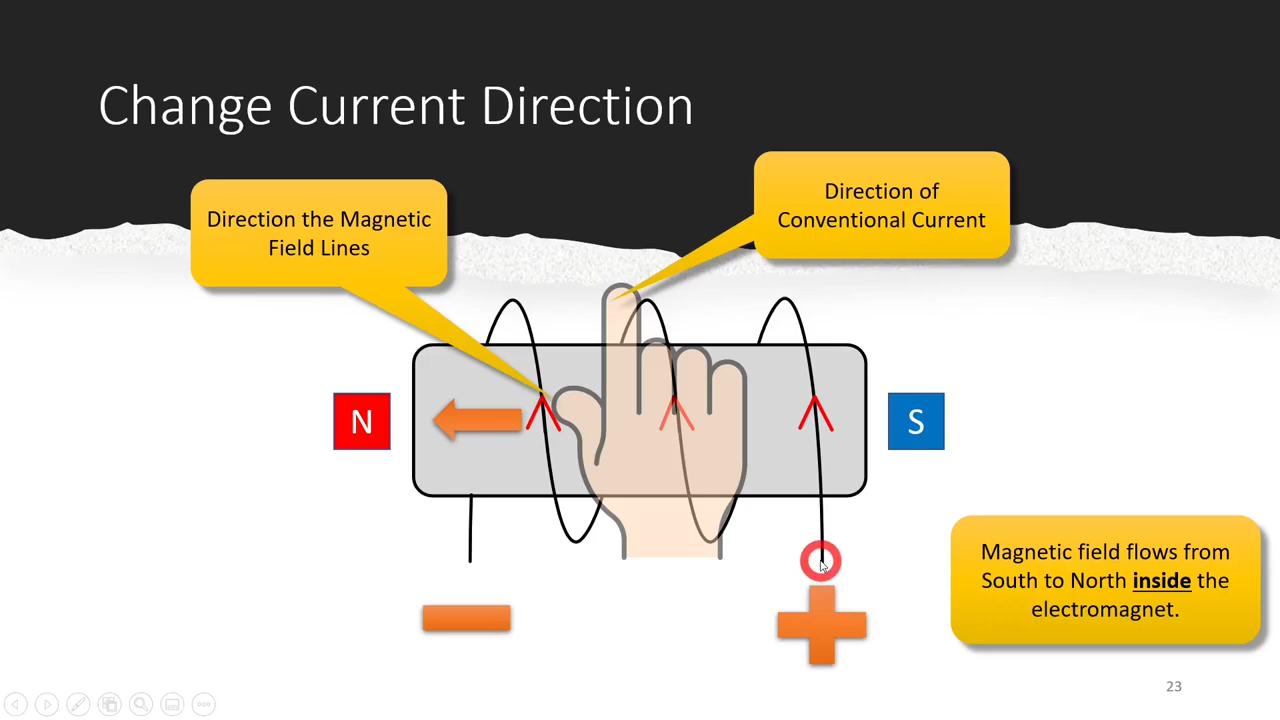 Change Current Direction
Direction the Magnetic
Field Lines
Direction of
Conventional Current
N
S
Magnetic field flows from
South to North inside the
electromagnet.
23